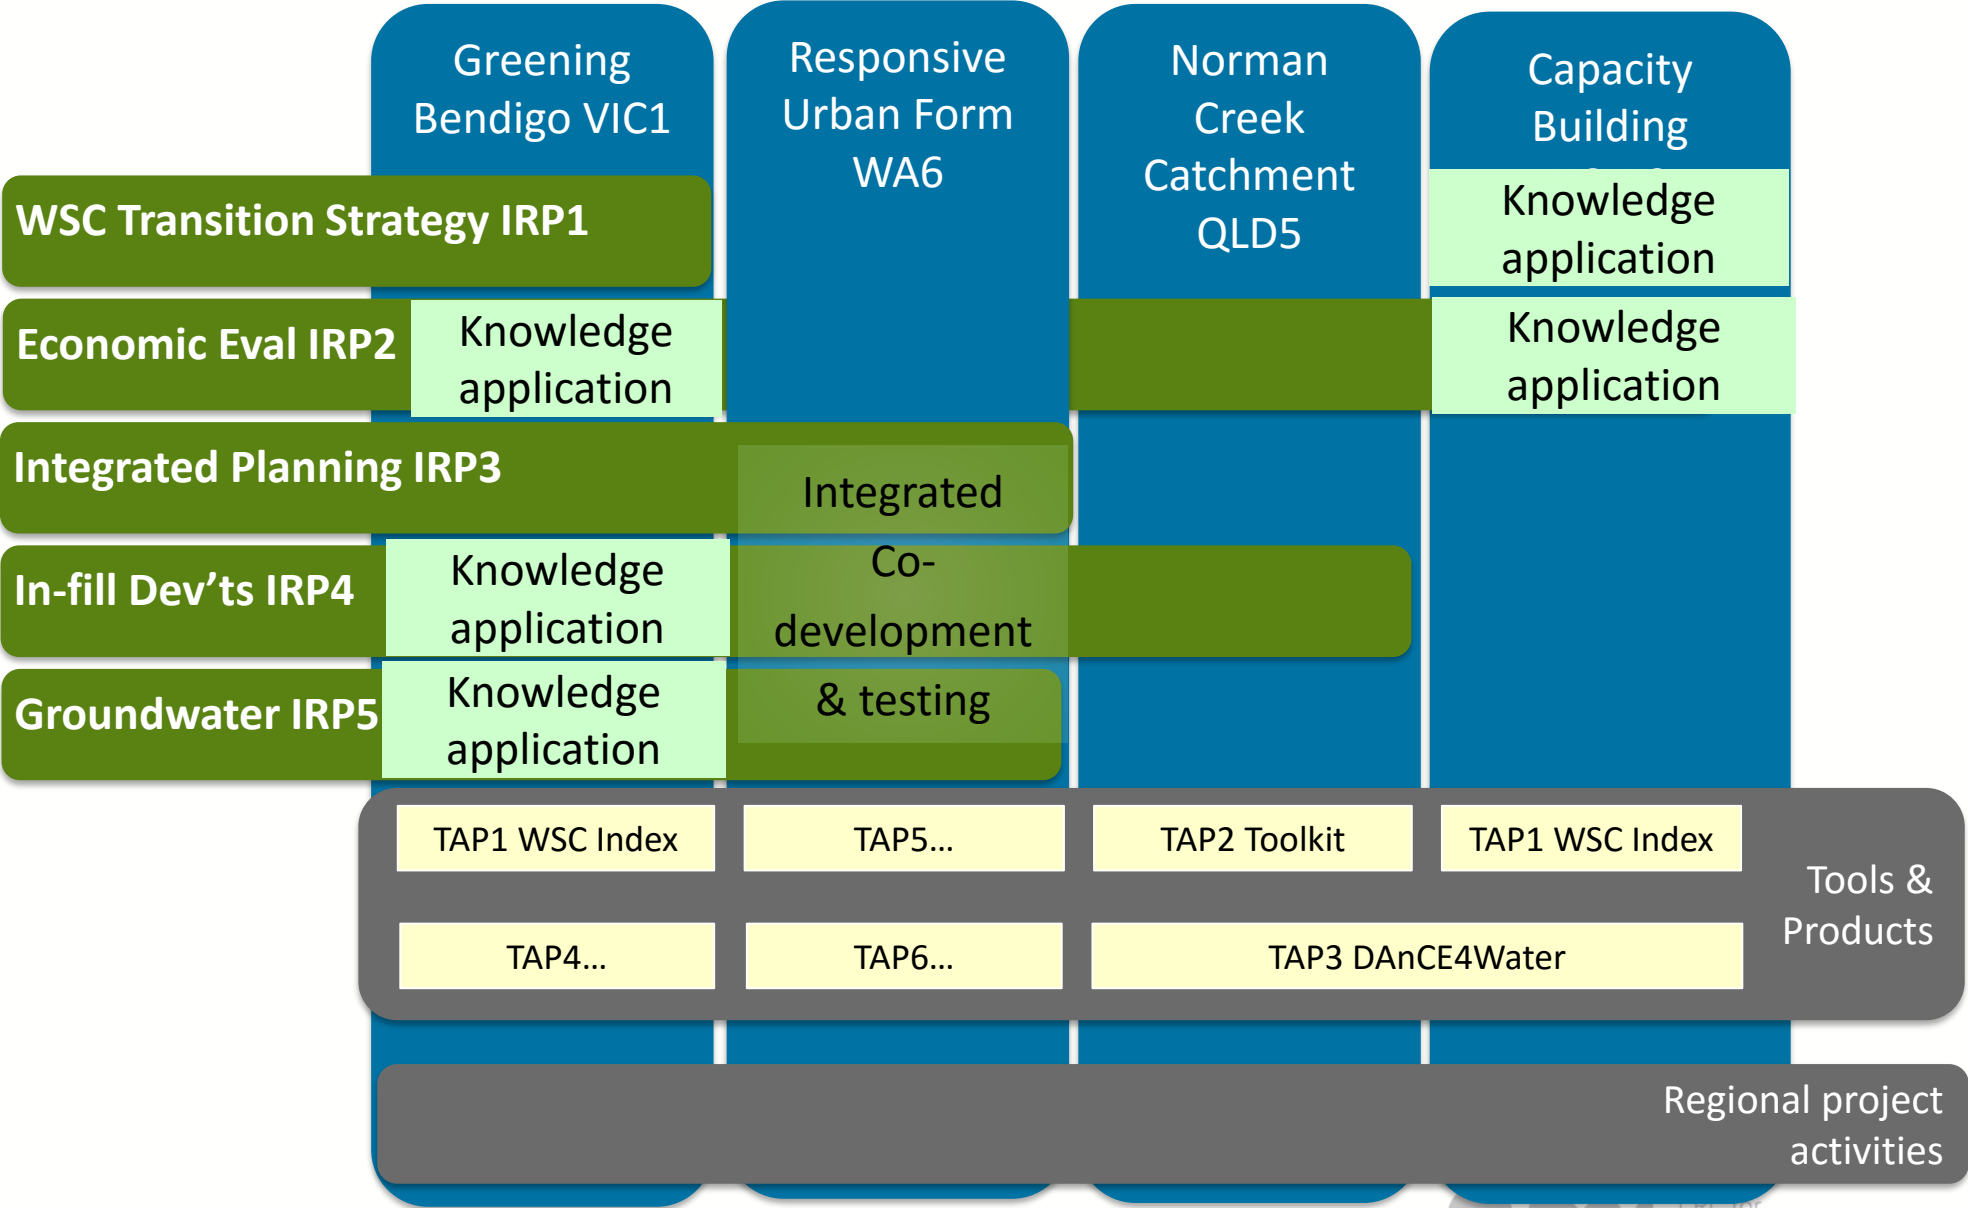 Greening
Bendigo VIC1
Responsive
Urban Form
WA6
Norman
Creek
Catchment
QLD5
Capacity
Building
WSC Transition Strategy IRP1
Knowledge
application
Economic Eval IRP2
Knowledge
application
Knowledge
application
Integrated Planning IRP3
Integrated
Co-
development
& testing
In-fill Dev’ts IRP4
Knowledge
application
Groundwater IRP5
Knowledge
application
TAP1 WSC Index
TAP5...
TAP2 Toolkit
TAP1 WSC Index
Tools &
Products
TAP4...
TAP6...
TAP3 DAnCE4Water
Regional project
activities